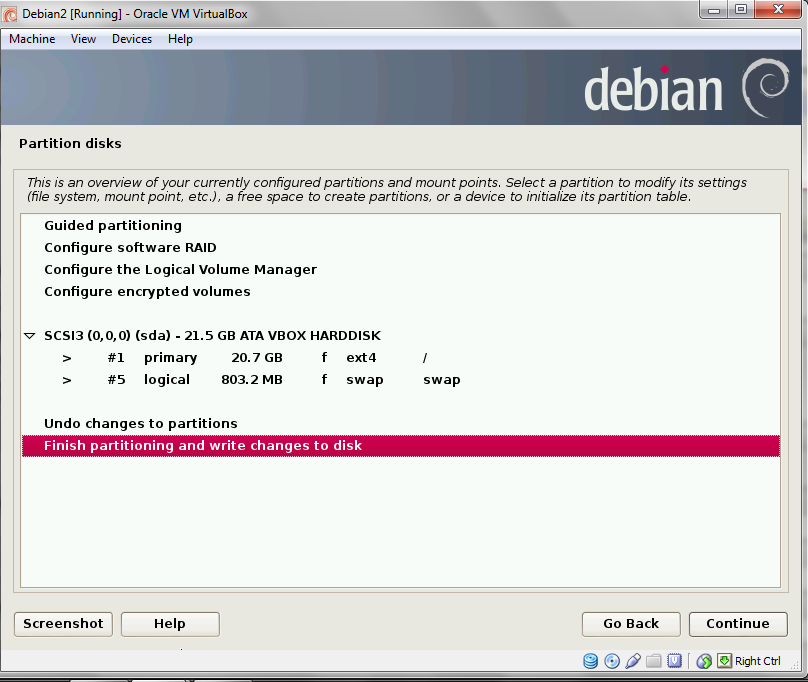 Debian2 [Running] - Oracle VM VirtualBox
Machine View Devices Help
debian
Partition disks
This is an overview of your currently configured partitions and mount points. Select a partition to modify its settings
(file system, mount point, etc.), a free space to create partitions, or a device to initialize its partition table.
Guided partitioning
Configure software RAID
Configure the Logical Volume Manager
Configure encrypted volumes
SCSI3 (0,0,0) (sda) - 21.5 GB ATA VBOX HARDDISK
> #1 primary 20.7 GB f ext4 /
> #5 logical 803.2 MB f swap swap
Undo changes to partitions
Finish partitioning and write changes to disk
Screenshot Help Go Back Continue
Right Ctrl